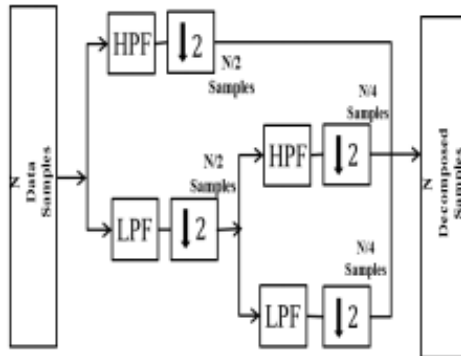 N
Data
Samples
HPF
2
N/2
Samples
LPF
2
N/2
Samples
HPF
2
N/4
Samples
LPF
2
N/4
Samples
N
Decomposed
Samples